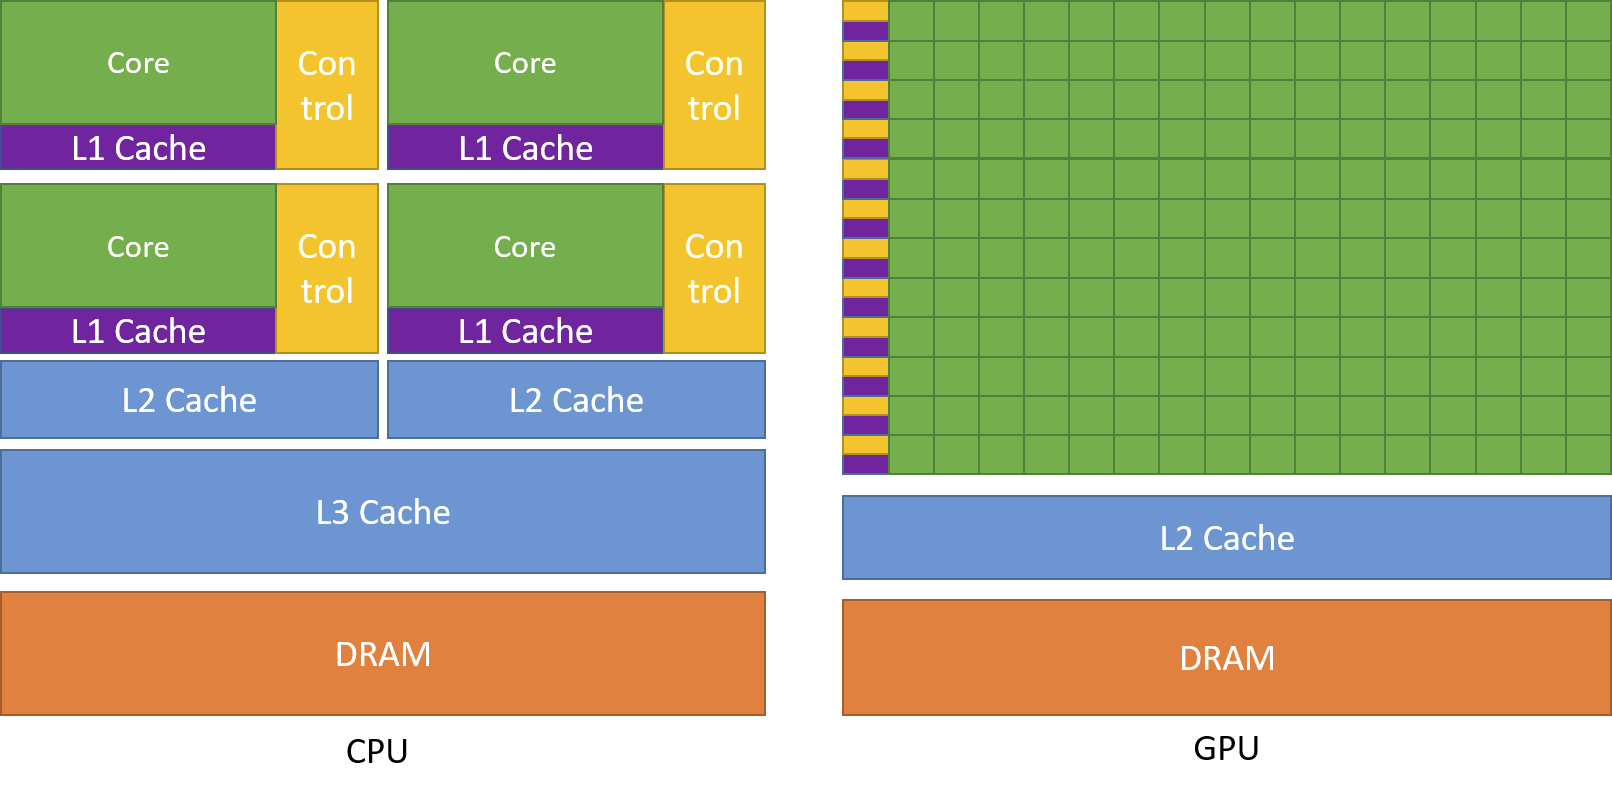 Core
Con
trol
L1 Cache
Core
Con
trol
L1 Cache
Core
Con
trol
L1 Cache
Core
Con
trol
L1 Cache
L2 Cache
L2 Cache
L3 Cache
DRAM
CPU
L2 Cache
DRAM
GPU